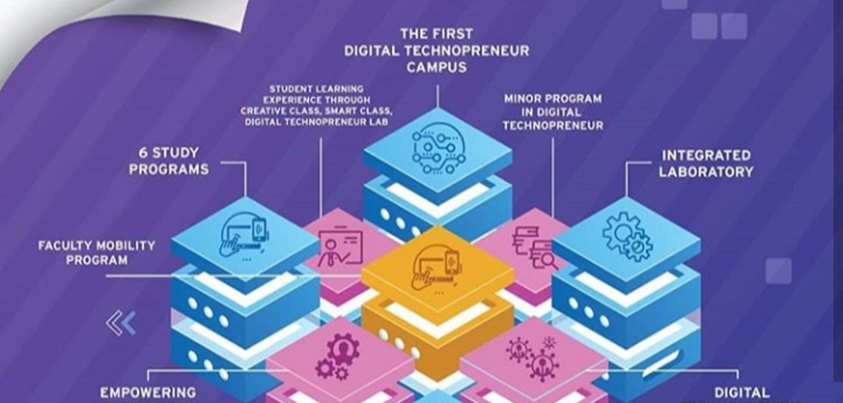 THE FIRST
DIGITAL TECHNOPRENEUR
CAMPUS
STUDENT LEARNING
EXPERIENCE THROUGH
CREATIVE CLASS, SMART CLASS,
DIGITAL TECHNOPRENEUR LAB
MINOR PROGRAM
IN DIGITAL
TECHNOPRENEUR
6 STUDY
PROGRAMS
INTEGRATED
LABORATORY
FACULTY MOBILITY
PROGRAM
EMPOWERING
DIGITAL